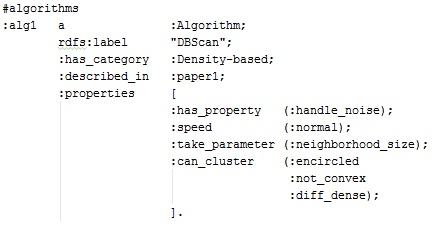 #algorithms
:alg1 a :Algorithm;
rdfs:label "DBScan";
:has_category :Density-based;
:described_in :paper1;
:properties [
:has_property (:handle_noise);
:speed (:normal);
:take_parameter (:neighborhood_size);
:can_cluster (:encircled
:not_convex
:diff_dense);
].